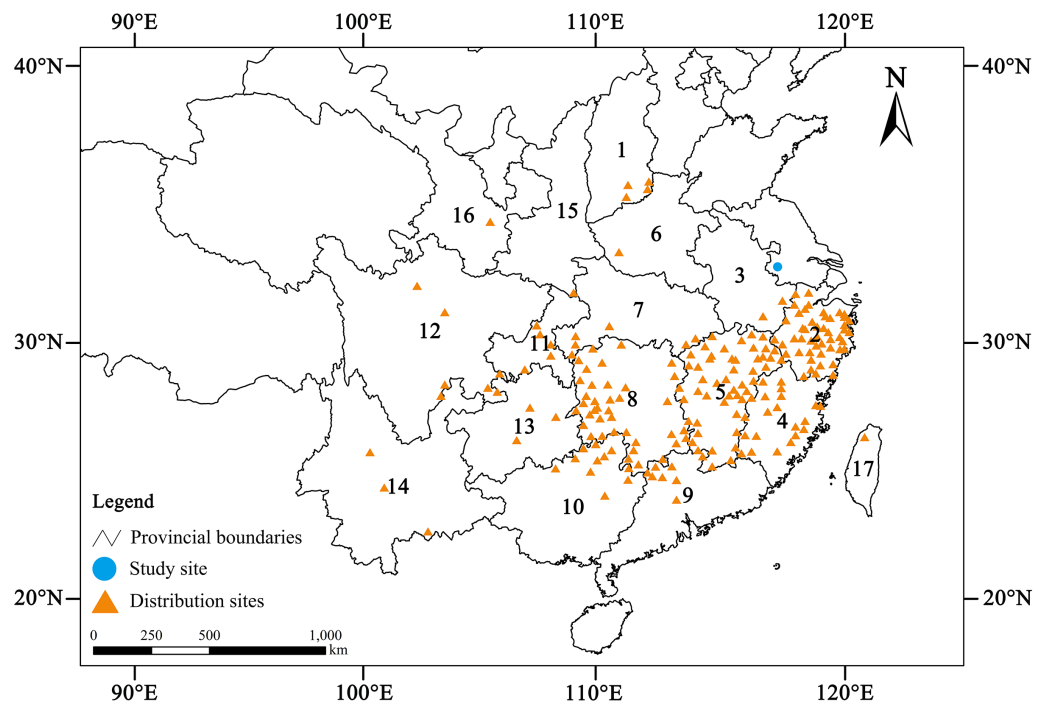 90°E 100°E 110°E 120°E
40°N 40°N
N
1
16 15
6
3
7
12
2
30°N 11 30°N
5
8
4
13
17
14
9
10
Legend
Provincial boundaries
Study site
Distribution sites
20°N 20°N
0 250 500 1,000
km
90°E 100°E 110°E 120°E